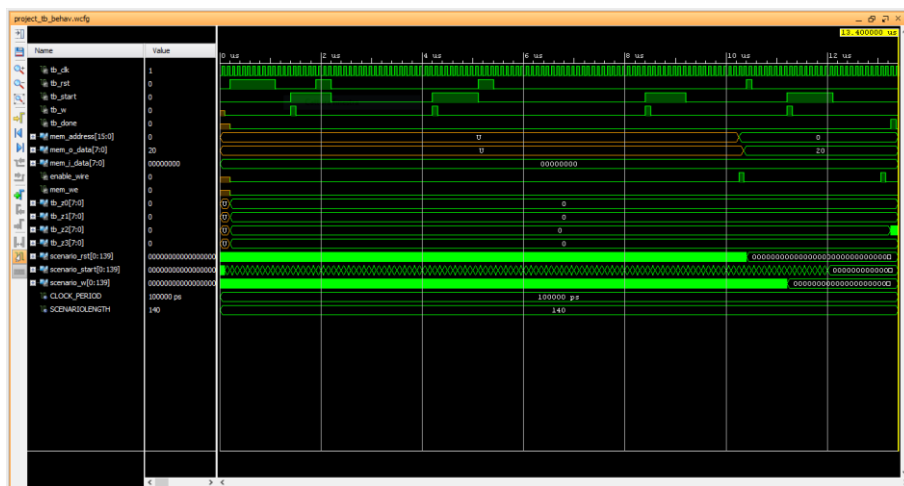 project_tb_behav.wcfg
13.400000 us
Name Value
0 us 2 us 4 us 6 us 8 us 10 us 12 us
tb_clk 1
tb_rst 0
tb_start 0
tb_w 0
tb_done 0
mem_address[15:0] 0 U 0
mem_o_data[7:0] 20 U 20
mem_i_data[7:0] 00000000 00000000
enable_wire 0
mem_we 0
tb_z0[7:0] 0 U 0
tb_z1[7:0] 0 U 0
tb_z2[7:0] 0 U 0
tb_z3[7:0] 0 U 0
scenario_rst[0:139]
scenario_start[0:139]
scenario_w[0:139]
CLOCK_PERIOD 100000 ps 100000 ps
SCENARIOLENGTH 140 140